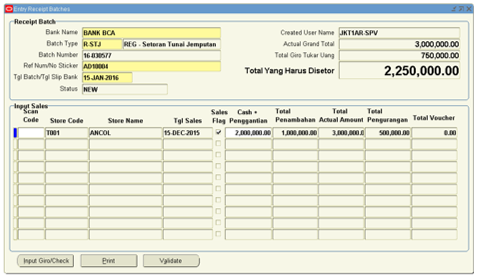 Entry Receipt Batches
Receipt Batch
Bank Name BANK BCA Created User Name JKT1AR-SPV
Batch Type R-STJ REG - Setoran Tunai Jemputan Actual Grand Total 3,000,000.00
Batch Number 16-030577 Total Giro Tukar Uang 750,000.00
Ref Num/No Sticker AD10804 Total Yang Harus Disetor 2,250,000.00
Tgl Batch/Tgl Slip Bank 15-JAN-2016
Status NEW
Input Sales
Scan Code Store Code Store Name Tgl Sales Sales Flag Cash + Penggantian Total Penambahan Total Actual Amount Total Pengurangan Total Voucher
T001 ANCOL 15-DEC-2015 2,000,000.00 1,000,000.00 3,000,000.0 500,000.00 0.00
Input Giro/Check Print Validate